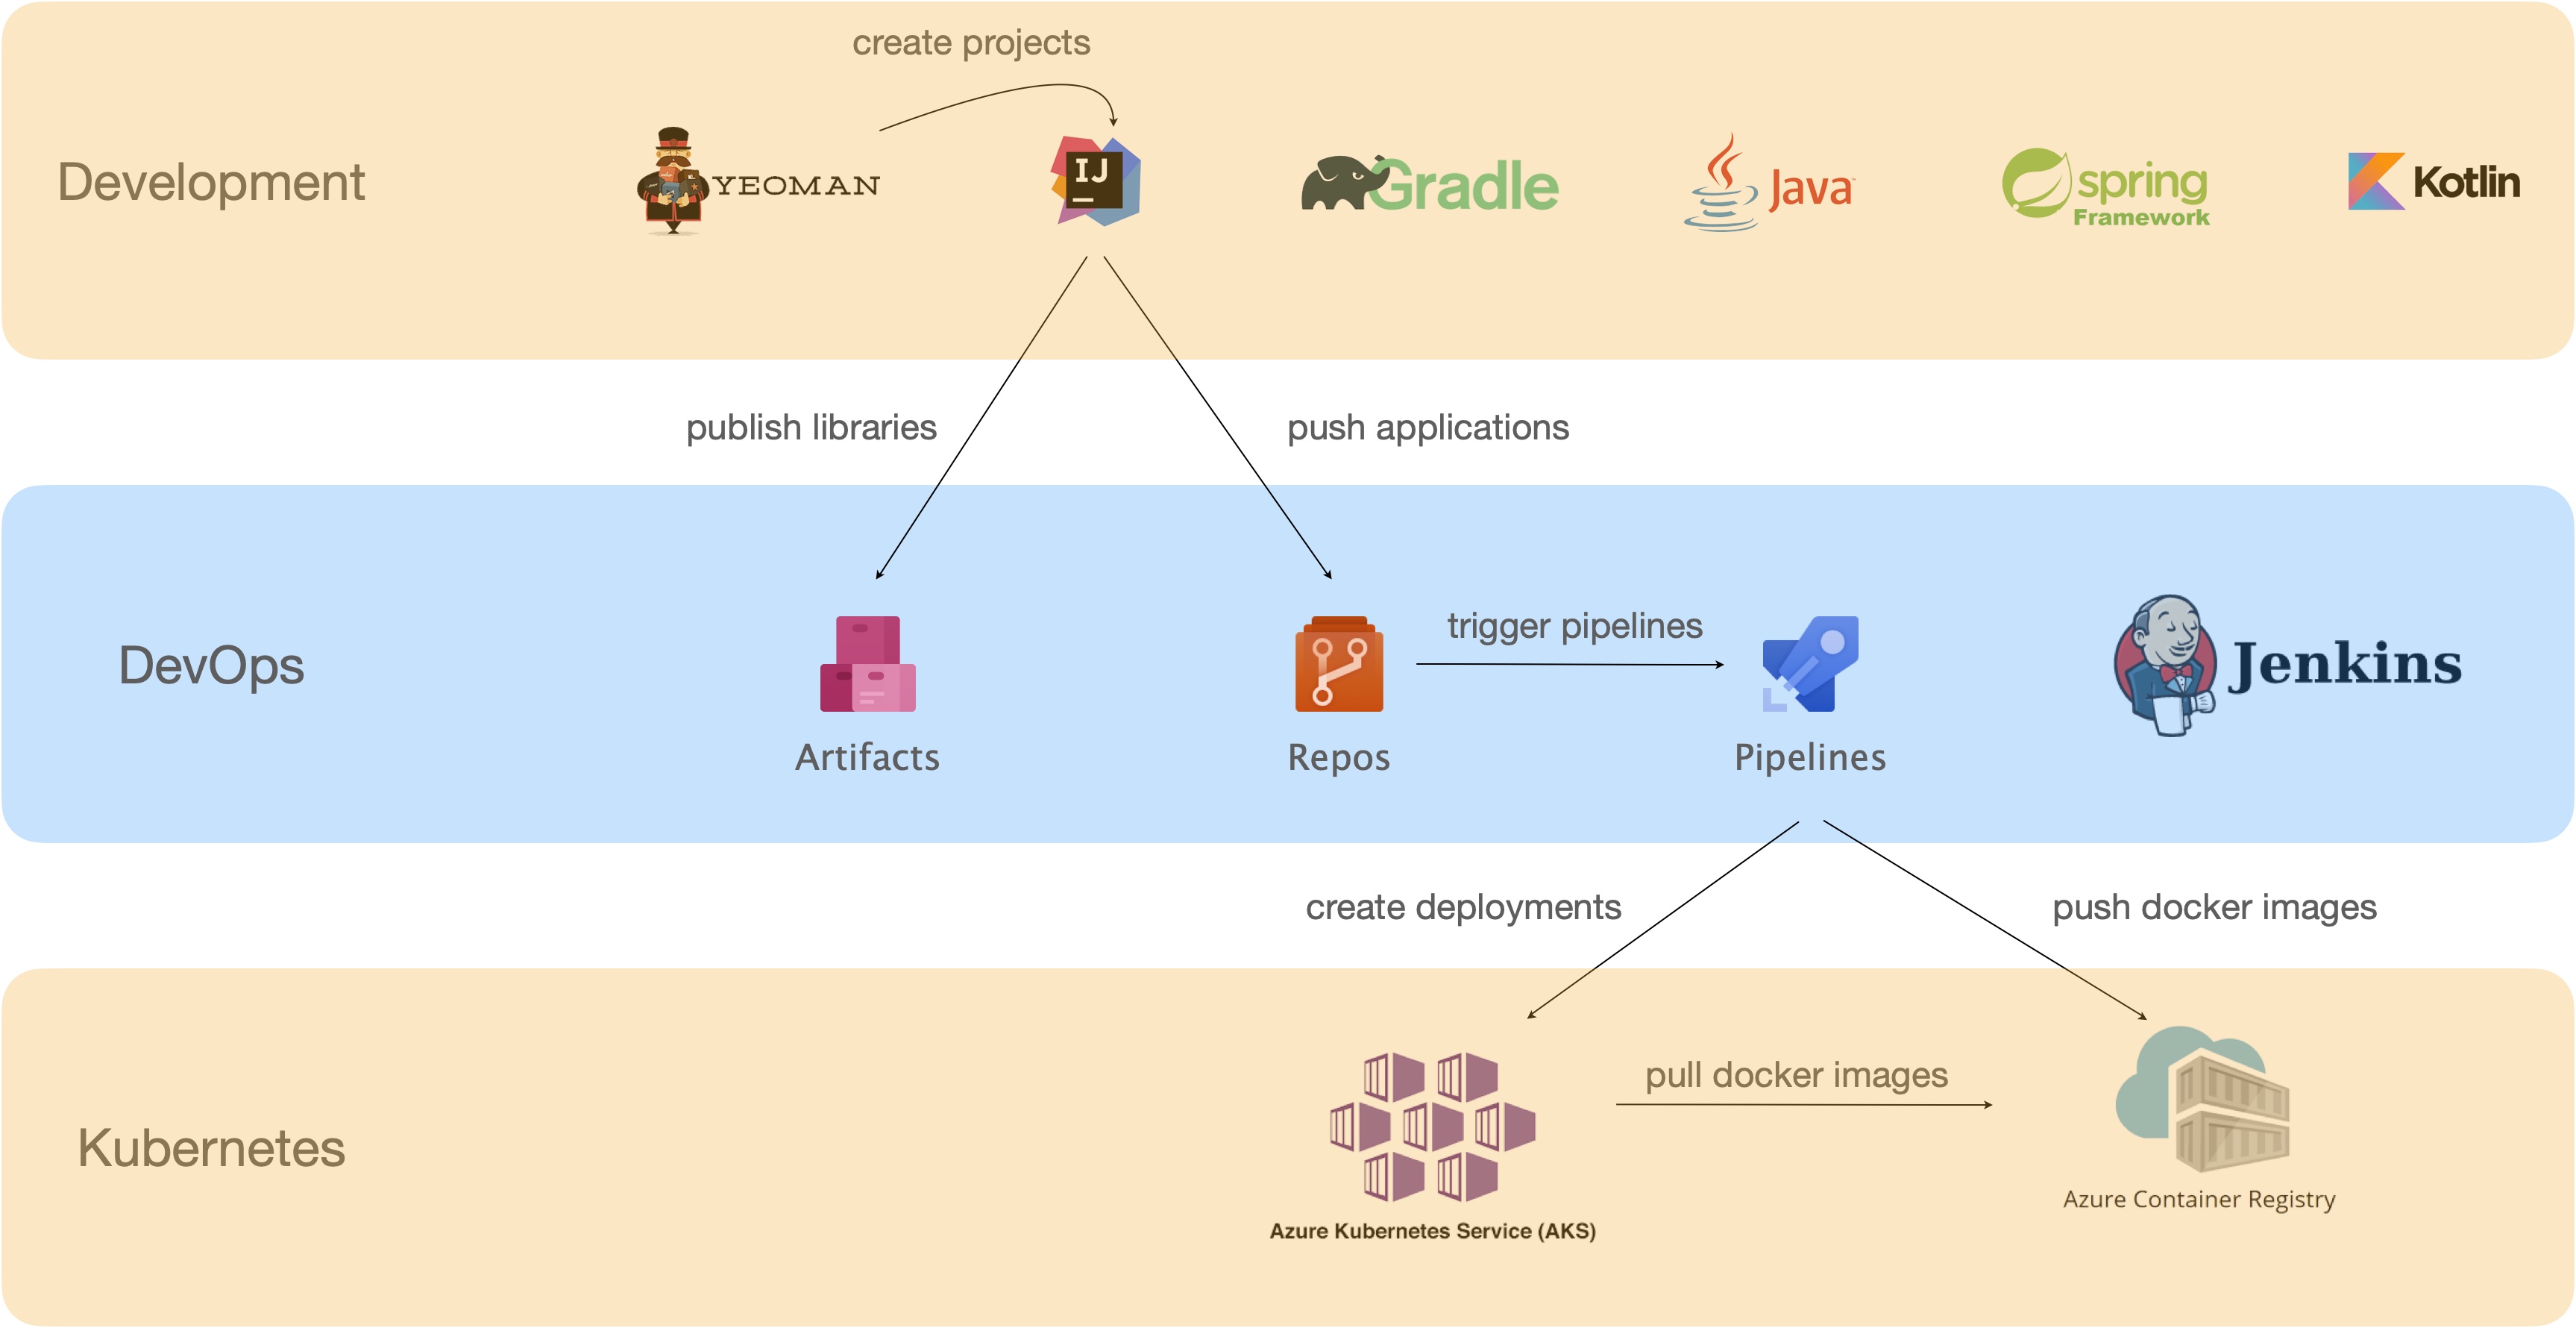 create projects
Development
YEOMAN
IJ
Gradle
Java
spring
Framework
Kotlin
publish libraries
push applications
DevOps
trigger pipelines
Jenkins
Artifacts
Repos
Pipelines
create deployments
push docker images
Kubernetes
pull docker images
Azure Kubernetes Service (AKS)
Azure Container Registry